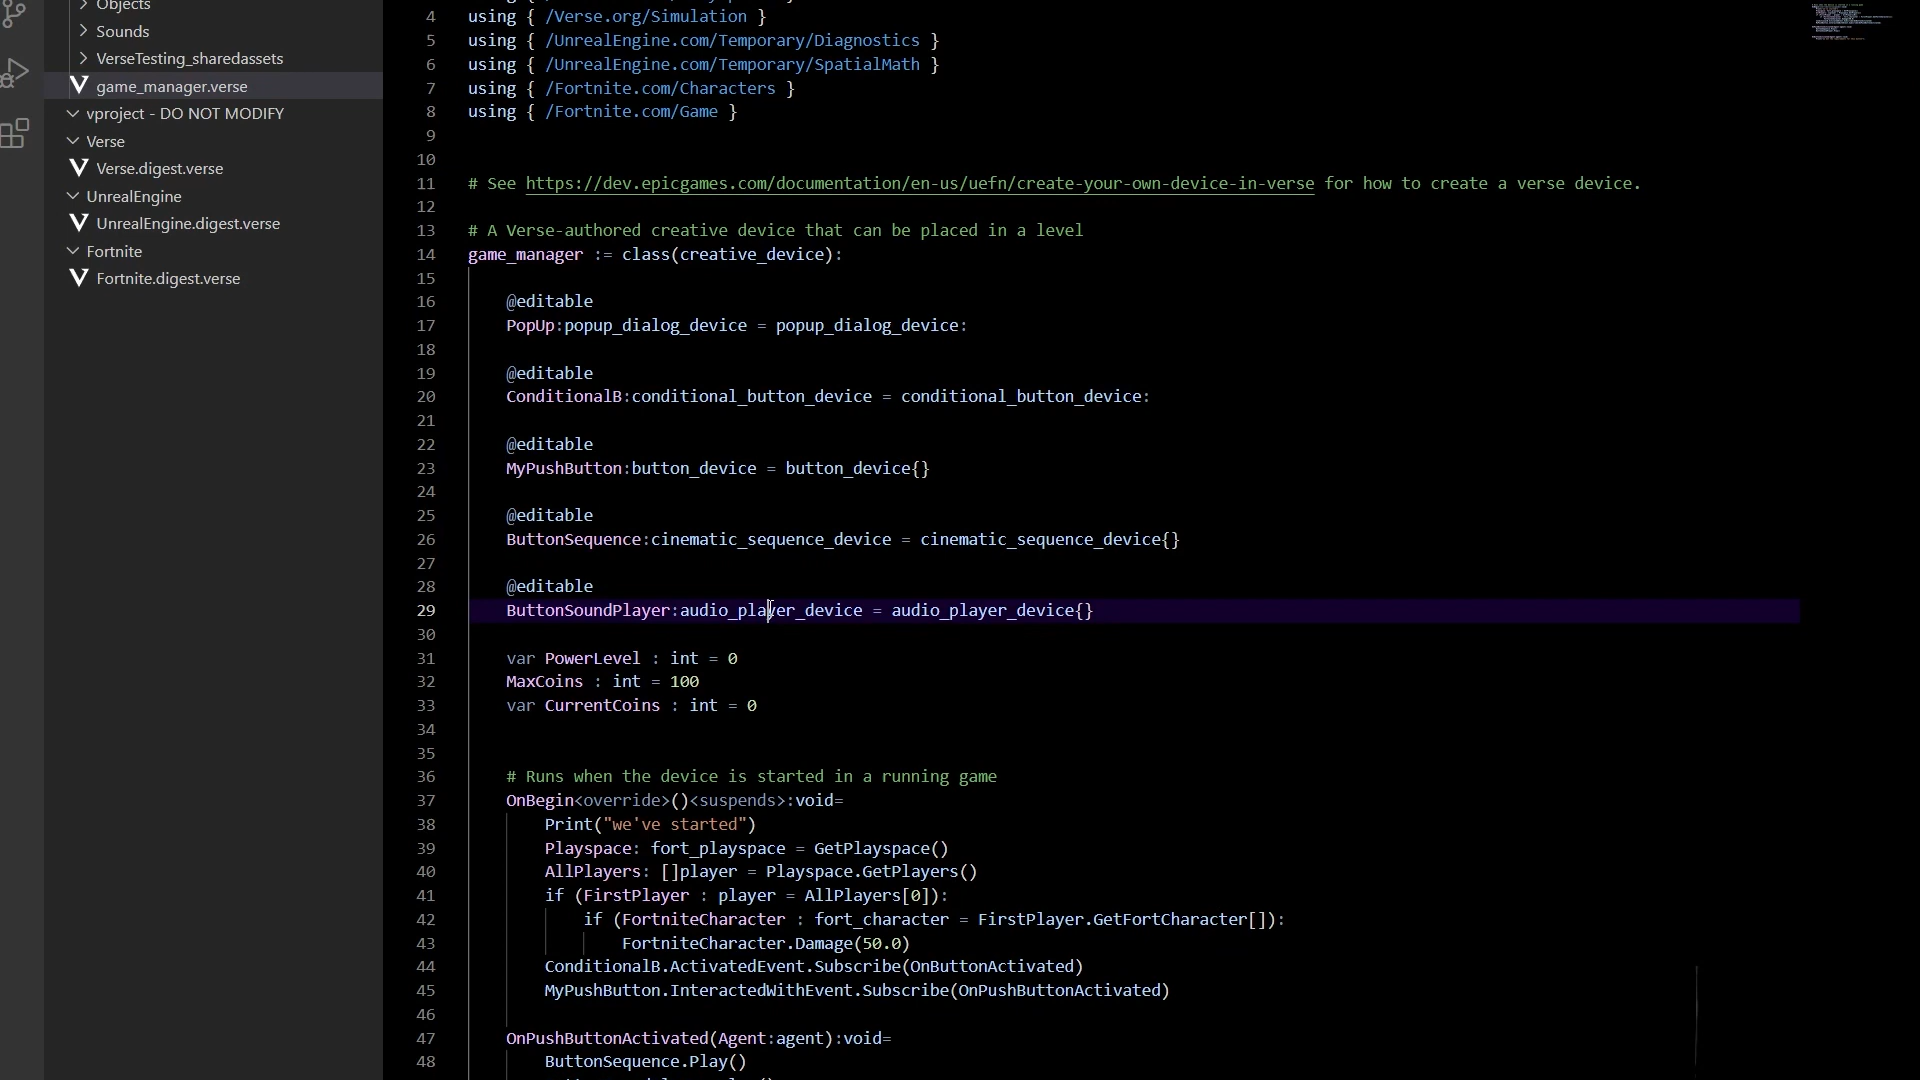 Objects
Sounds
VerseTesting_sharedassets
game_manager.verse
vproject - DO NOT MODIFY
Verse
Verse.digest.verse
UnrealEngine
UnrealEngine.digest.verse
Fortnite
Fortnite.digest.verse
4 using { /Verse.org/Simulation }
5 using { /UnrealEngine.com/Temporary/Diagnostics }
6 using { /UnrealEngine.com/Temporary/SpatialMath }
7 using { /Fortnite.com/Characters }
8 using { /Fortnite.com/Game }
9
10
11 # See https://dev.epicgames.com/documentation/en-us/uefn/create-your-own-device-in-verse for how to create a verse device.
12
13 # A Verse-authored creative device that can be placed in a level
14 game_manager := class(creative_device):
15
16 @editable
17 PopUp:popup_dialog_device = popup_dialog_device:
18
19 @editable
20 ConditionalB:conditional_button_device = conditional_button_device:
21
22 @editable
23 MyPushButton:button_device = button_device{}
24
25 @editable
26 ButtonSequence:cinematic_sequence_device = cinematic_sequence_device{}
27
28 @editable
29 ButtonSoundPlayer:audio_player_device = audio_player_device{}
30
31 var PowerLevel : int = 0
32 MaxCoins : int = 100
33 var CurrentCoins : int = 0
34
35
36 # Runs when the device is started in a running game
37 OnBegin<override>()<suspends>:void=
38 Print("we've started")
39 Playspace: fort_playspace = GetPlayspace()
40 AllPlayers: []player = Playspace.GetPlayers()
41 if (FirstPlayer : player = AllPlayers[0]):
42 if (FortniteCharacter : fort_character = FirstPlayer.GetFortCharacter[]):
43 FortniteCharacter.Damage(50.0)
44 ConditionalB.ActivatedEvent.Subscribe(OnButtonActivated)
45 MyPushButton.InteractedWithEvent.Subscribe(OnPushButtonActivated)
46
47 OnPushButtonActivated(Agent:agent):void=
48 ButtonSequence.Play()